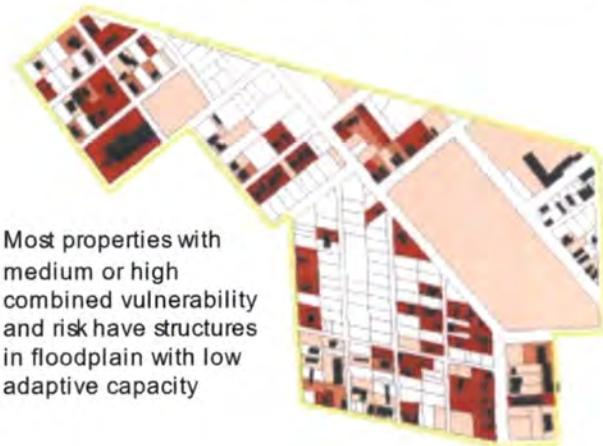 Most properties with
medium or high
combined vulnerability
and risk have structures
in floodplain with low
adaptive capacity